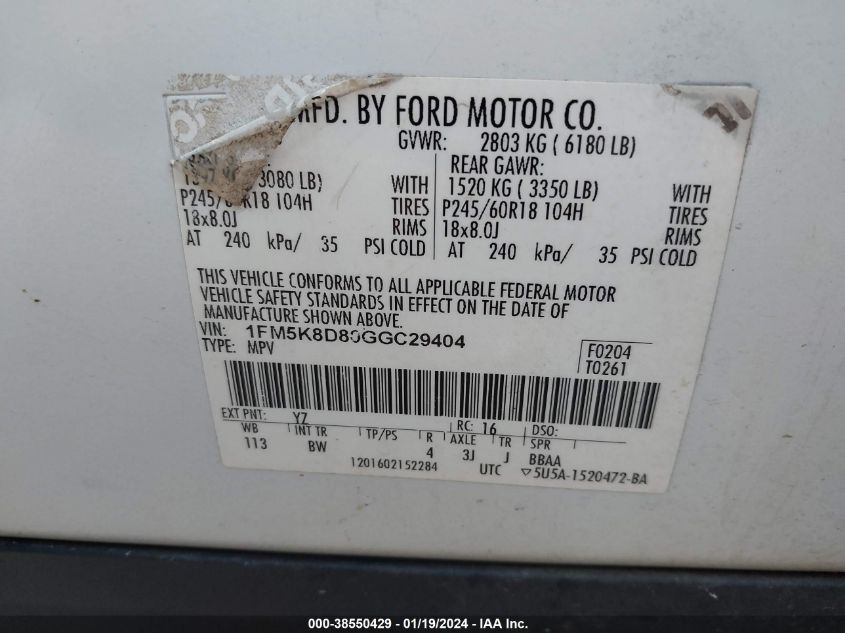 MFD. BY FORD MOTOR CO.
GVWR: 2803 KG ( 6180 LB)
REAR GAWR:
3080 LB) WITH 1520 KG ( 3350 LB) WITH
P245/60R18 104H TIRES P245/60R18 104H TIRES
18x8.0J RIMS 18x8.0J RIMS
AT 240 kPa/ 35 PSI COLD AT 240 kPa/ 35 PSI COLD
THIS VEHICLE CONFORMS TO ALL APPLICABLE FEDERAL MOTOR
VEHICLE SAFETY STANDARDS IN EFFECT ON THE DATE OF
MANUFACTURE SHOWN ABOVE.
VIN: 1FM5K8D86GGC29404
TYPE: MPV
F0204
T0261
EXT PNT: YZ RC: 16 DSO:
WB INT TR TP/PS R AXLE TR SPR
113 BW 4 3J J BBAA
1201602152284 UTC ▽5U5A-1520472-BA
000-38550429 - 01/19/2024 - IAA Inc.